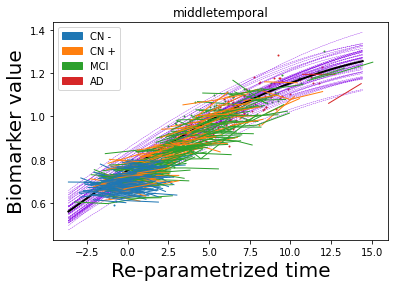 middletemporal
CN -
CN +
MCI
AD
Biomarker value
1.4
1.2
1.0
0.8
0.6
−2.5 0.0 2.5 5.0 7.5 10.0 12.5 15.0
Re-parametrized time